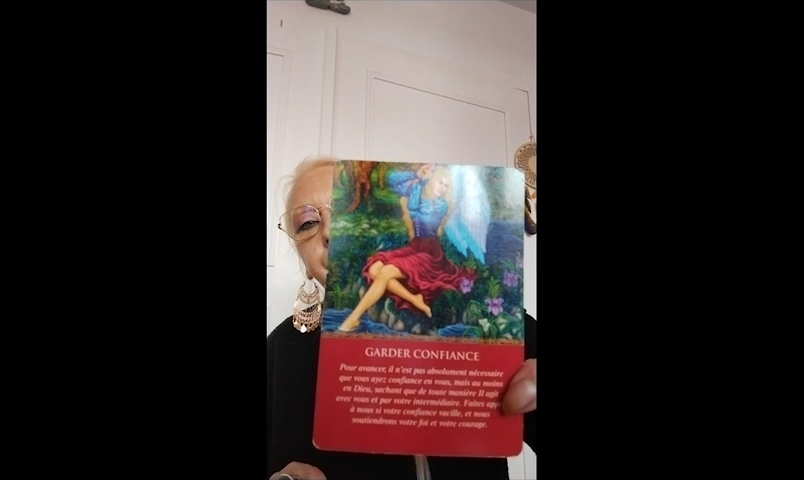 GARDER CONFIANCE
Pour avancer, il n'est pas absolument nécessaire
que vous ayez confiance en vous, mais au moins
en Dieu, sachant que de toute manière Il agit
avec vous et par votre intermédiaire. Faites
à nous si votre confiance vacille, et nous
soutiendrons votre foi et votre courage.